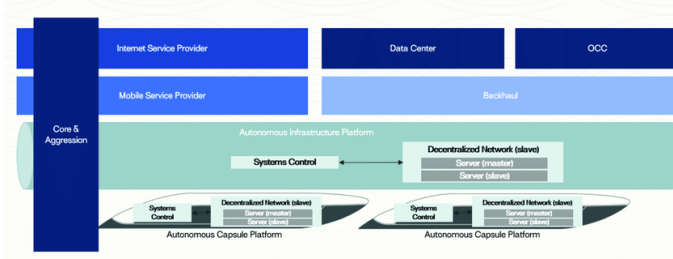 Internet Service Provider
Data Center
OCC
Mobile Service Provider
Backhaul
Core &
Aggression
Autonomous Infrastructure Platform
Systems Control
Decentralized Network (slave)
Server (master)
Server (slave)
Systems
Control
Decentralized Network (slave)
Server (master)
Server (slave)
Autonomous Capsule Platform
Systems
Control
Decentralized Network (slave)
Server (master)
Server (slave)
Autonomous Capsule Platform